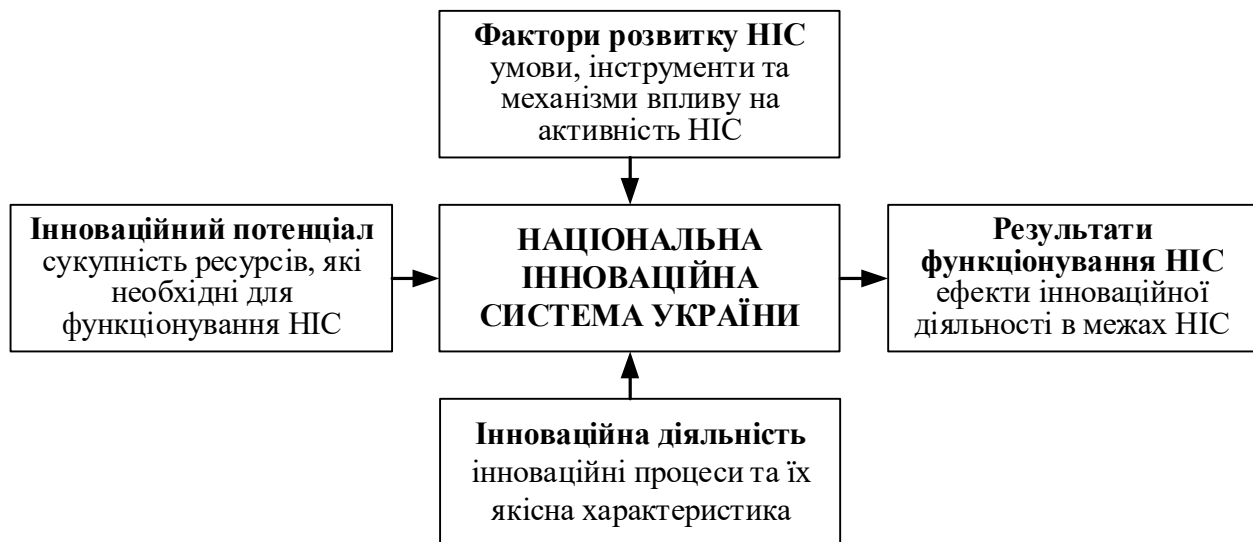 Фактори розвитку НІС
умови, інструменти та
механізми впливу на
активність НІС
Інноваційний потенціал
сукупність ресурсів, які
необхідні для
функціонування НІС
НАЦІОНАЛЬНА
ІННОВАЦІЙНА
СИСТЕМА УКРАЇНИ
Результати
функціонування НІС
ефекти інноваційної
діяльності в межах НІС
Інноваційна діяльність
інноваційні процеси та їх
якісна характеристика